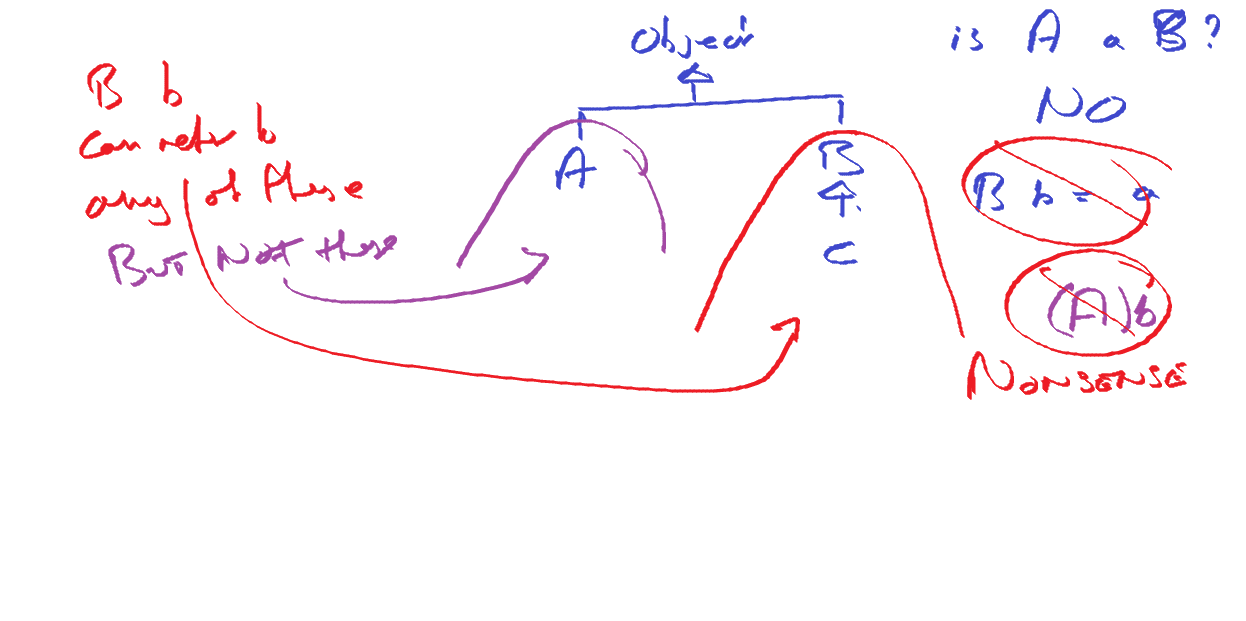 Object
is A a B?
NO
B b
can refer to
any of these
But Not these
A
B
C
B b = a
(A)b
NONSENSE